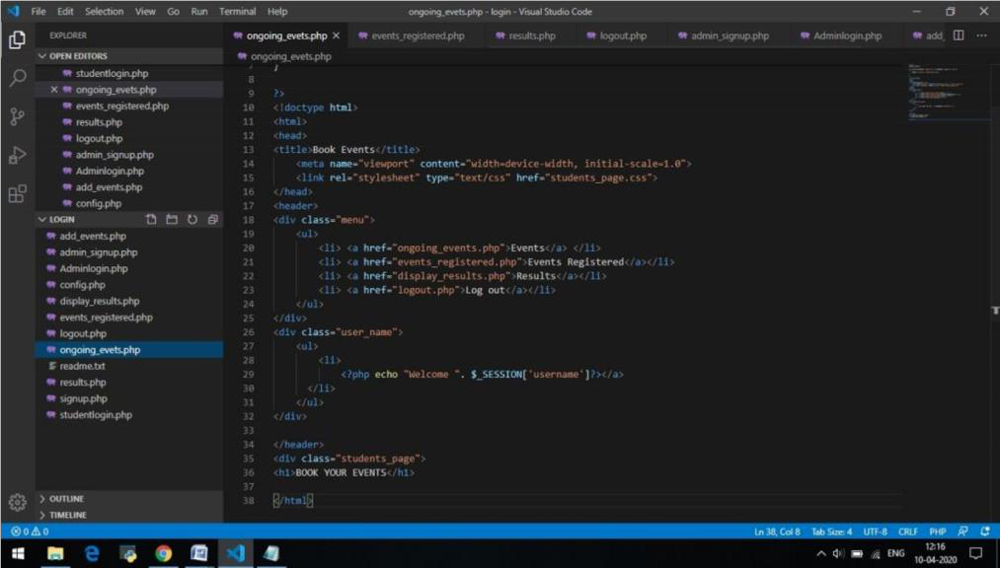 File Edit Selection View Go Run Terminal Help
ongoing_evets.php - login - Visual Studio Code
EXPLORER
OPEN EDITORS
studentlogin.php
ongoing_evets.php
events_registered.php
results.php
logout.php
admin_signup.php
Adminlogin.php
add_events.php
config.php
LOGIN
add_events.php
admin_signup.php
Adminlogin.php
config.php
display_results.php
events_registered.php
logout.php
ongoing_evets.php
readme.txt
results.php
signup.php
studentlogin.php
OUTLINE
TIMELINE
ongoing_evets.php events_registered.php results.php logout.php admin_signup.php Adminlogin.php add_
ongoing_evets.php
8
9 ?>
10 <!doctype html>
11 <html>
12 <head>
13 <title>Book Events</title>
14 <meta name="viewport" content="width=device-width, initial-scale=1.0">
15 <link rel="stylesheet" type="text/css" href="students_page.css">
16 </head>
17 <header>
18 <div class="menu">
19 <ul>
20 <li> <a href="ongoing_events.php">Events</a> </li>
21 <li> <a href="events_registered.php">Events Registered</a></li>
22 <li> <a href="display_results.php">Results</a></li>
23 <li> <a href="logout.php">Log out</a></li>
24 </ul>
25 </div>
26 <div class="user_name">
27 <ul>
28 <li>
29 <?php echo "Welcome ". $_SESSION['username']?></a>
30 </li>
31 </ul>
32 </div>
33
34 </header>
35 <div class="students_page">
36 <h1>BOOK YOUR EVENTS</h1>
37
38 </html>
0 0 Ln 38, Col 8 Tab Size: 4 UTF-8 CRLF PHP
ENG 12:16
10-04-2020